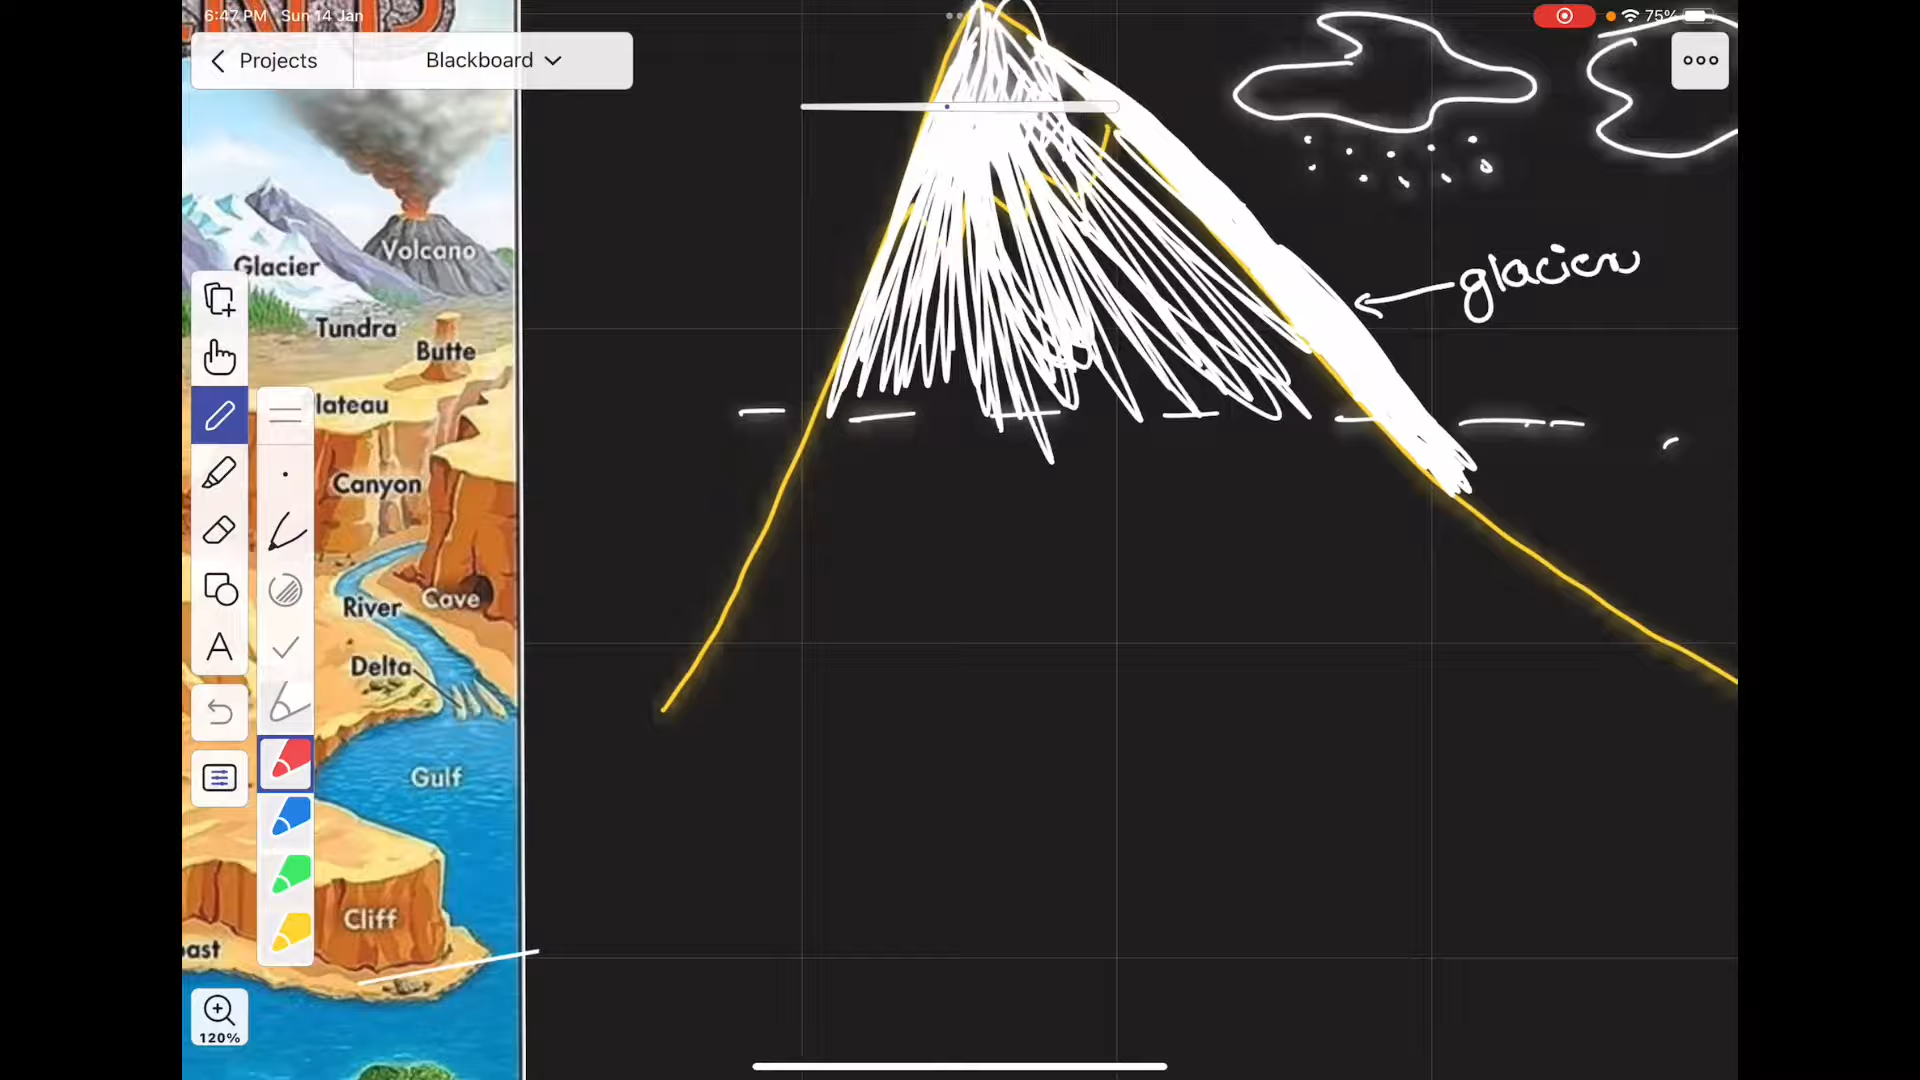 6:47 PM Sun 14 Jan
75%
Projects
Blackboard
Volcano
Glacier
Tundra
Butte
lateau
Canyon
River
Cave
Delta
Gulf
Cliff
ast
A
120%
glacier